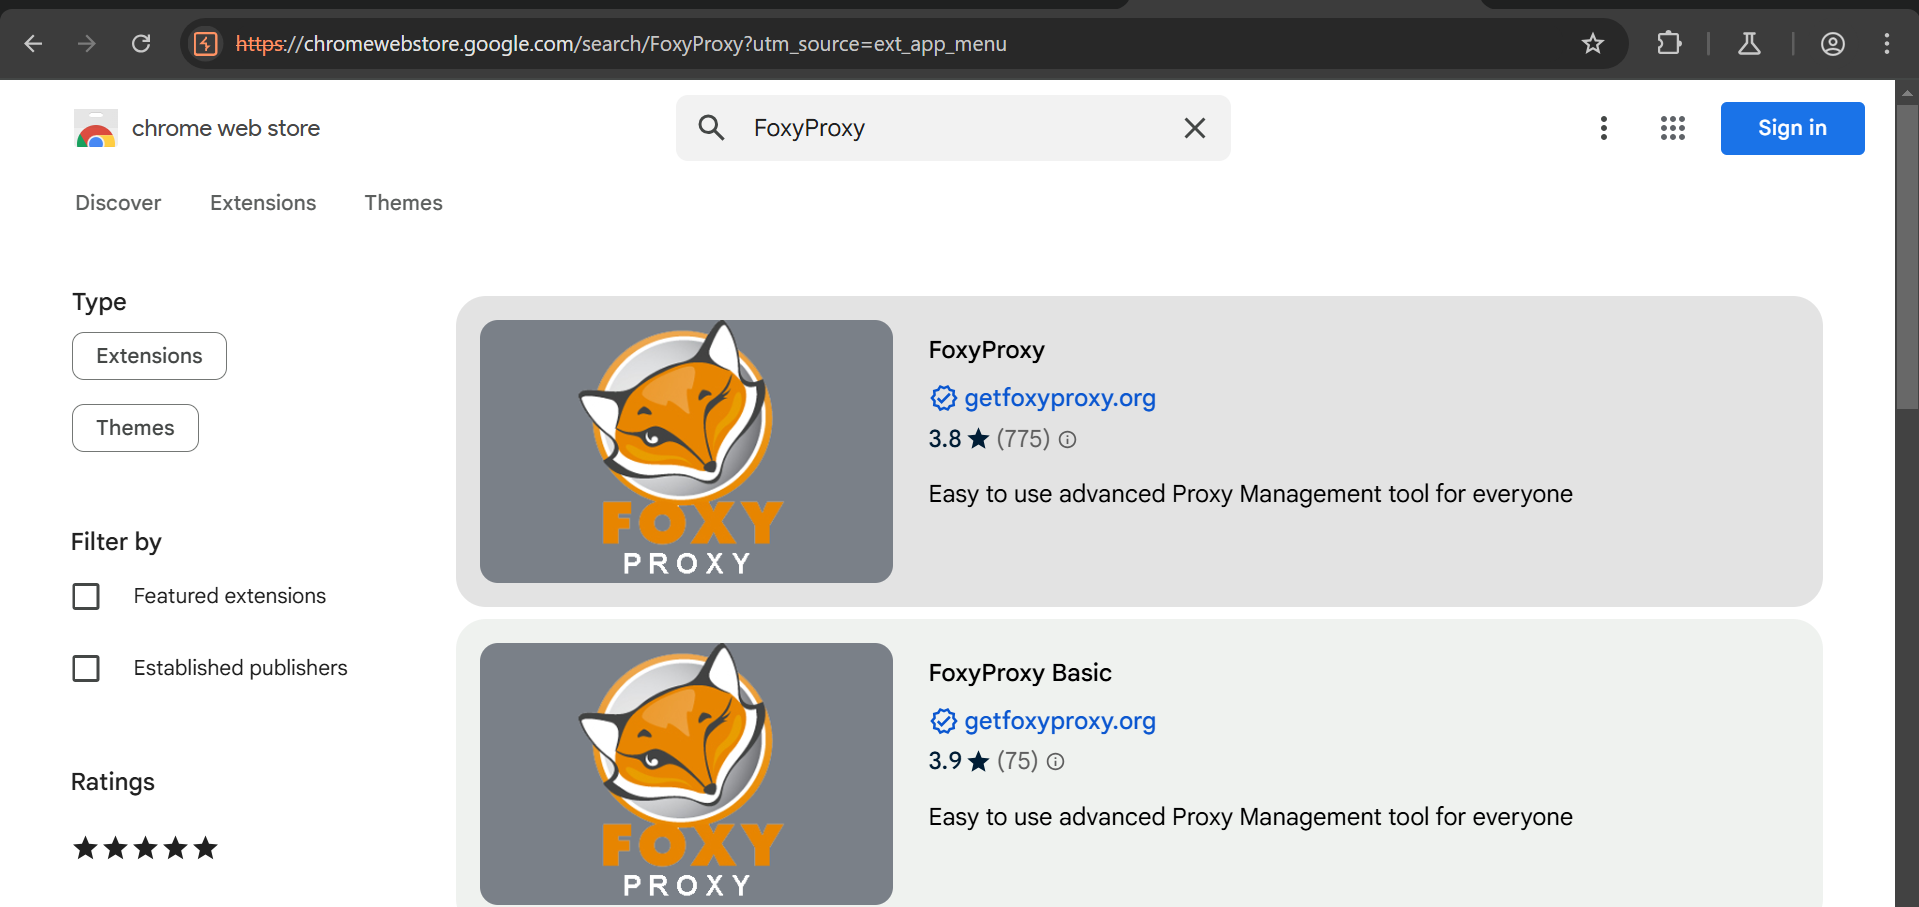 https://chromewebstore.google.com/search/FoxyProxy?utm_source=ext_app_menu
chrome web store
FoxyProxy
Sign in
Discover
Extensions
Themes
Type
Extensions
Themes
Filter by
Featured extensions
Established publishers
Ratings
FOXY
PROXY
FoxyProxy
getfoxyproxy.org
3.8 ★ (775)
Easy to use advanced Proxy Management tool for everyone
FOXY
PROXY
FoxyProxy Basic
getfoxyproxy.org
3.9 ★ (75)
Easy to use advanced Proxy Management tool for everyone